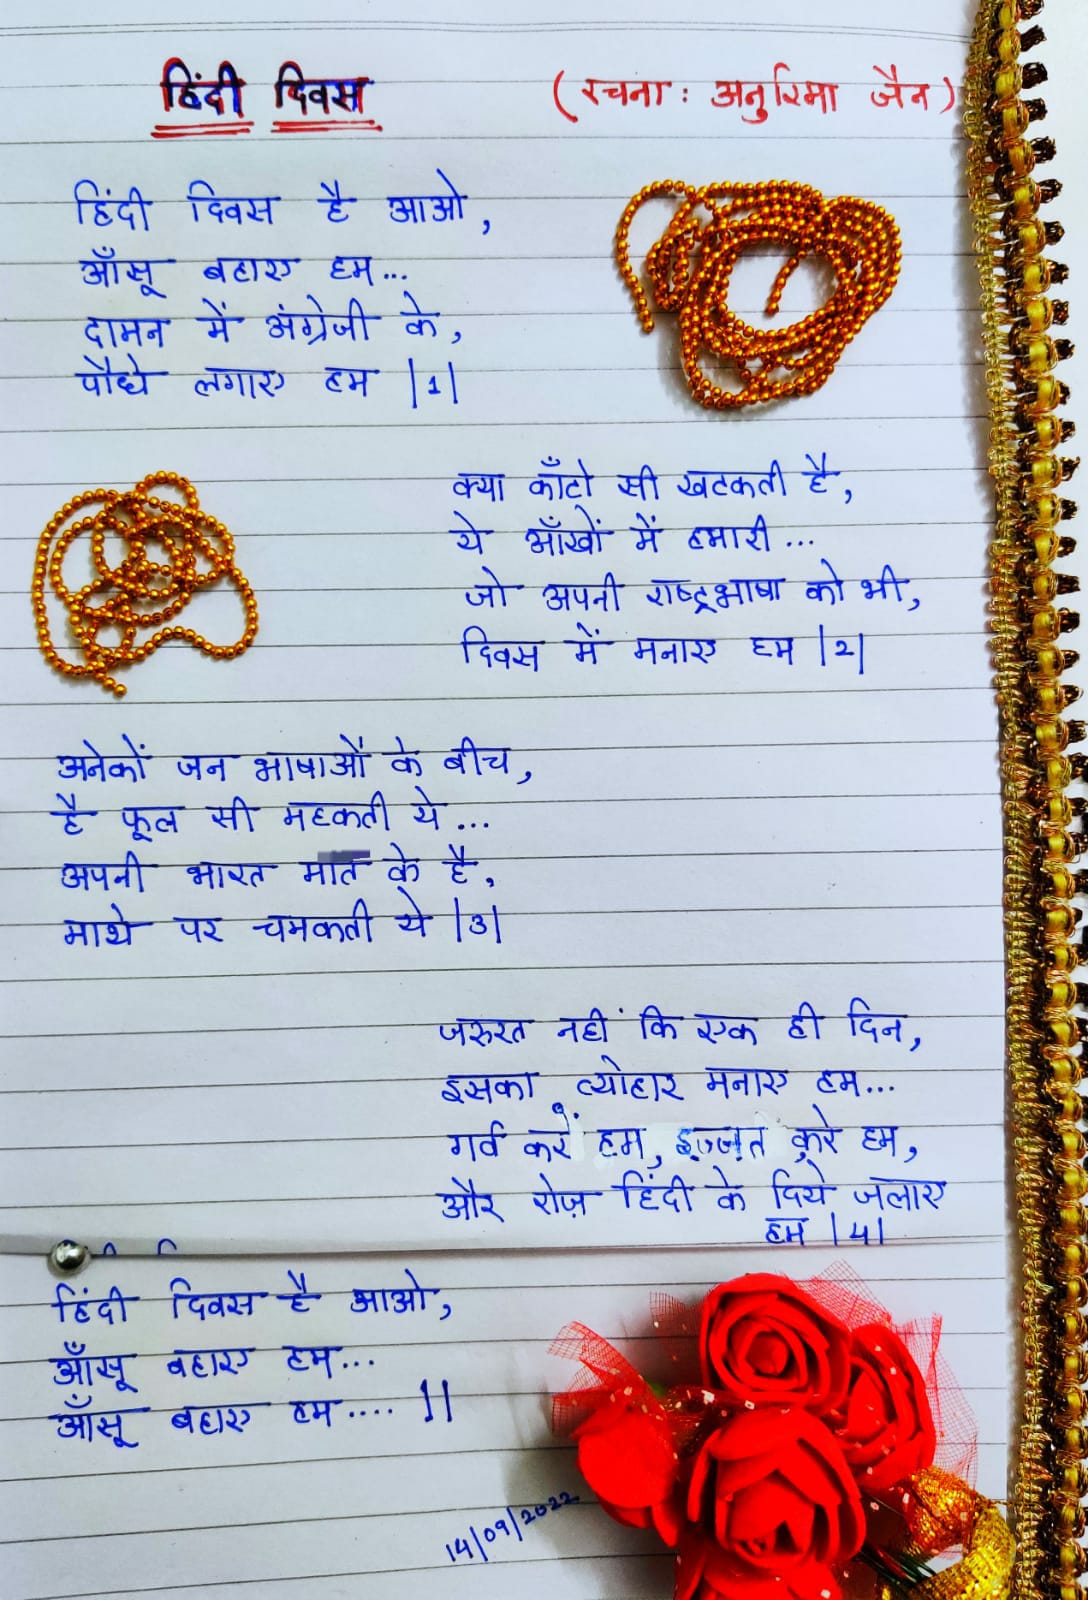 हिंदी दिवस (रचना: अनुरिमा जैन)
हिंदी दिवस है आओ,
आँसू बहाए हम...
दामन में अंग्रेजी के,
पौधे लगाए हम |1|
क्या काँटो सी खटकती है,
ये आँखों में हमारी...
जो अपनी राष्ट्रभाषा को भी,
दिवस में मनाए हम |2|
अनेकों जन भाषाओं के बीच,
है फूल सी महकती ये...
अपनी भारत मात के है,
माथे पर चमकती ये |3|
जरुरत नहीं कि एक ही दिन,
इसका त्योहार मनाए हम...
गर्व करें हम, इज़्ज़त करे हम,
और रोज़ हिंदी के दिये जलाए
हम |4|
हिंदी दिवस है आओ,
आँसू बहाए हम...
आँसू बहाए हम.... ||
14/09/2022